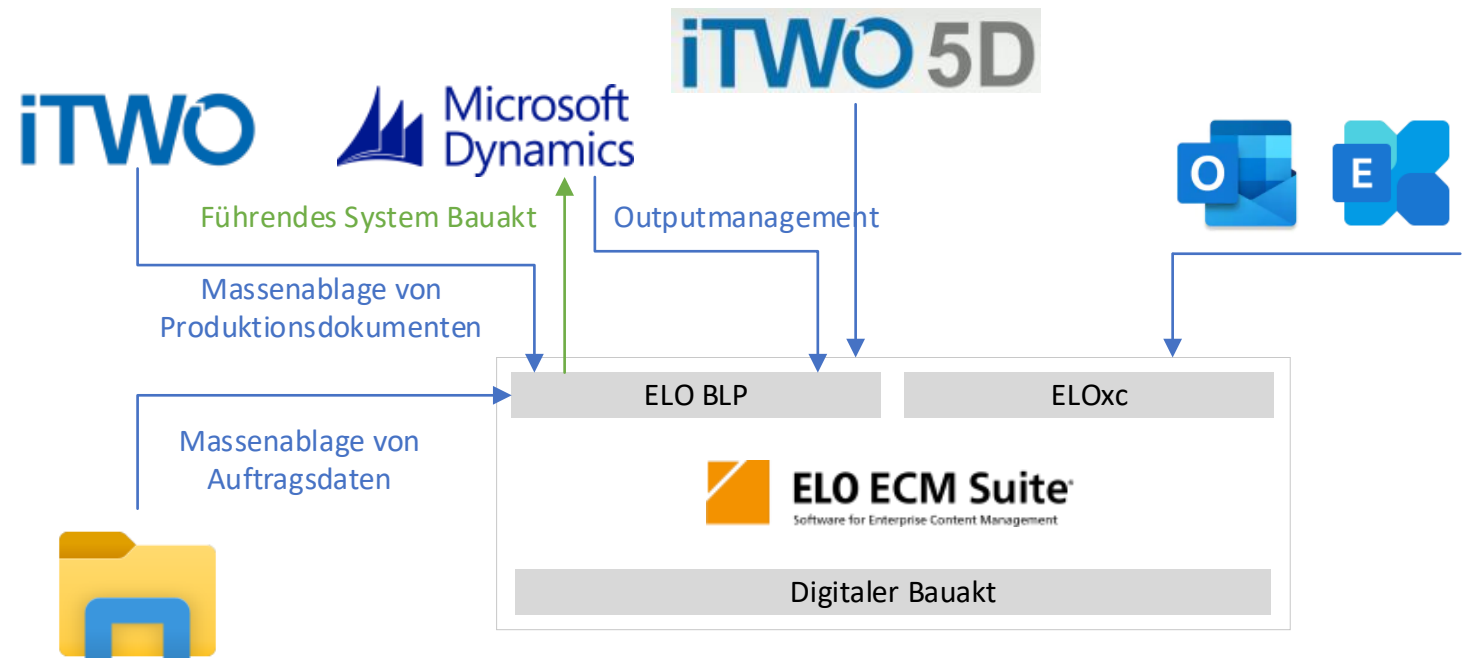 iTWO 5D
iTWO
Microsoft
Dynamics
O
E
Führendes System Bauakt
Outputmanagement
Massenablage von
Produktionsdokumenten
ELO BLP
ELOxc
Massenablage von
Auftragsdaten
ELO ECM Suite
Software for Enterprise Content Management
Digitaler Bauakt